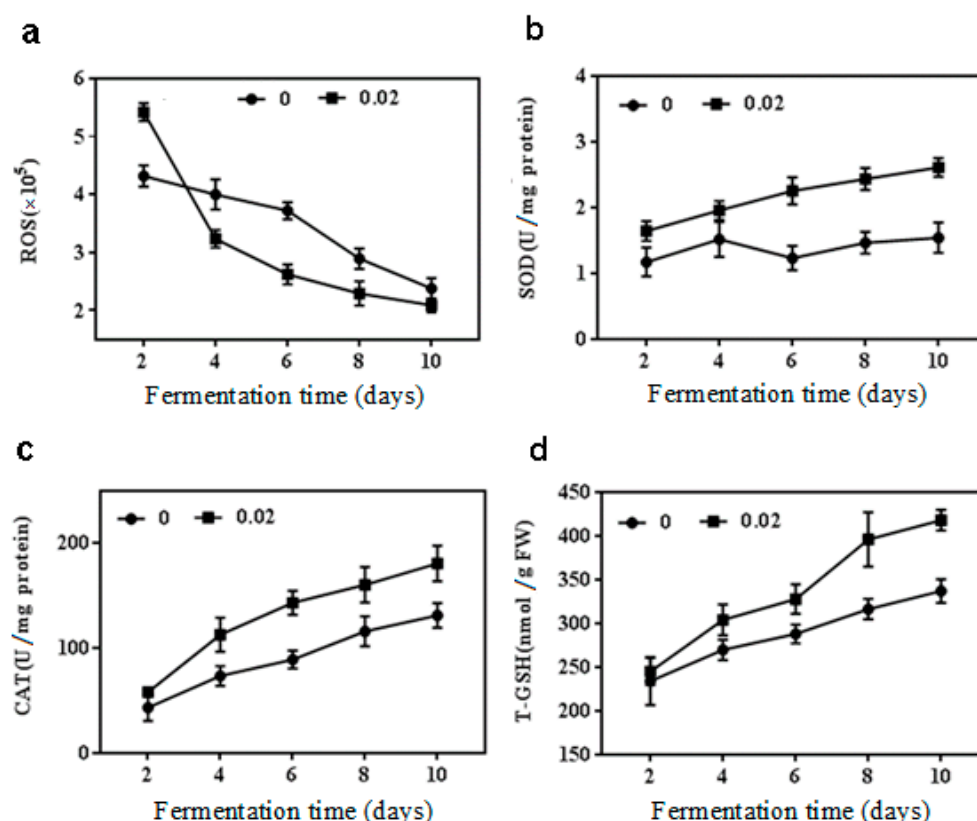 a
6
5
4
3
2
ROS(×10⁵)
0 0.02
2 4 6 8 10
Fermentation time (days)
b
4
3
2
1
0
SOD(U/mg protein)
0 0.02
2 4 6 8 10
Fermentation time (days)
c
200
100
0
CAT(U/mg protein)
0 0.02
2 4 6 8 10
Fermentation time (days)
d
450
400
350
300
250
200
150
T-GSH(nmol/g FW)
0 0.02
2 4 6 8 10
Fermentation time (days)